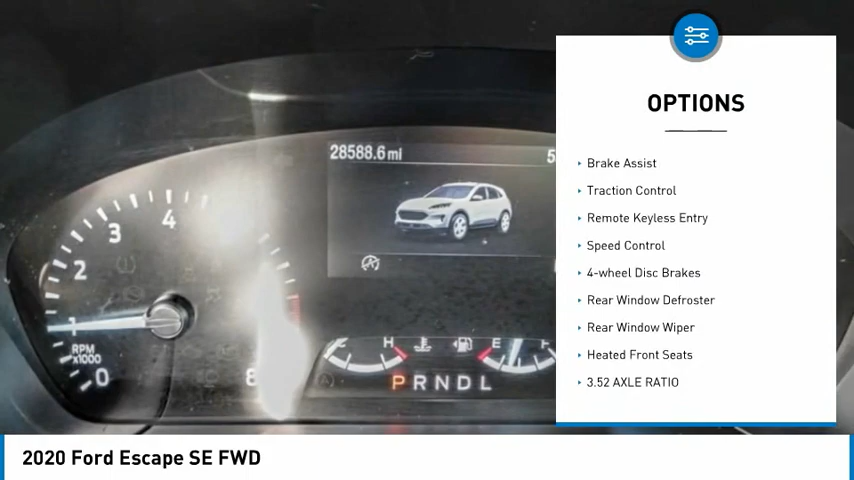 28588.6 mi
5
4
3
2
1
RPM
x1000
0
8
H
E
F
PRNDL
OPTIONS
Brake Assist
Traction Control
Remote Keyless Entry
Speed Control
4-wheel Disc Brakes
Rear Window Defroster
Rear Window Wiper
Heated Front Seats
3.52 AXLE RATIO
2020 Ford Escape SE FWD